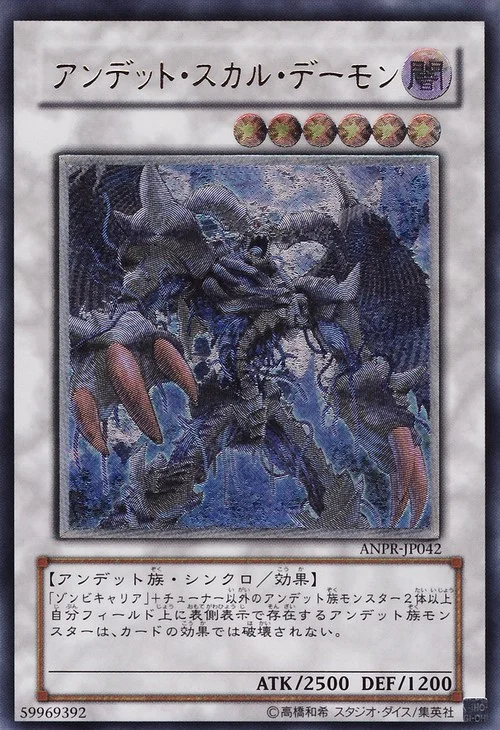 アンデット・スカル・デーモン 闇
ANPR-JP042
【アンデット族・シンクロ／効果】
「ゾンビキャリア」+チューナー以外のアンデット族モンスター2体以上
自分フィールド上に表側表示で存在するアンデット族モン
スターは、カードの効果では破壊されない。
ATK/2500 DEF/1200
59969392
©高橋和希 スタジオ・ダイス/集英社